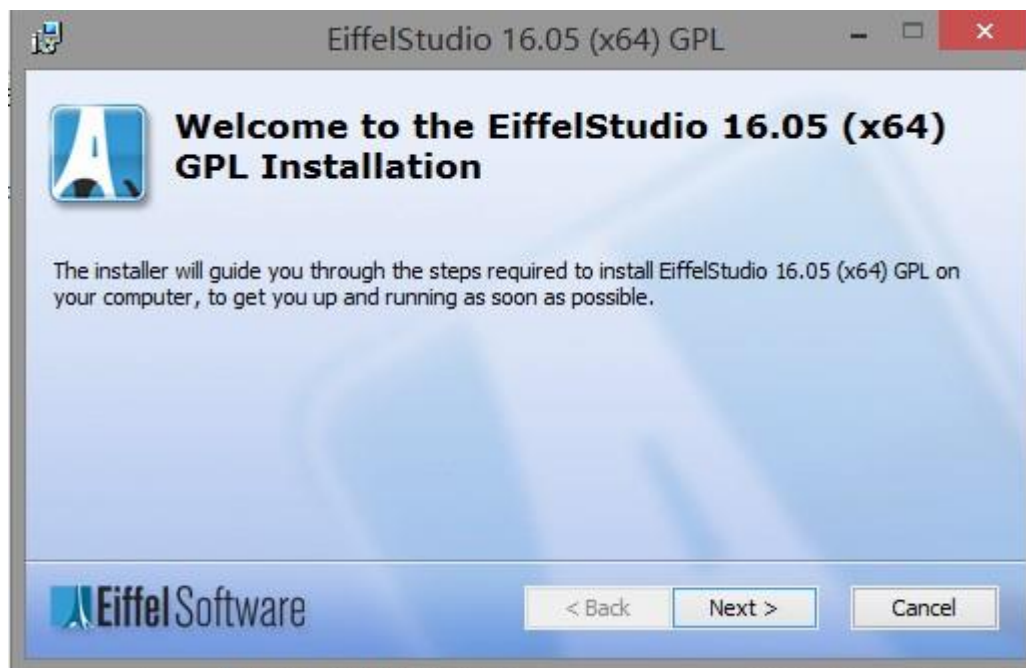 EiffelStudio 16.05 (x64) GPL
Welcome to the EiffelStudio 16.05 (x64)
GPL Installation
The installer will guide you through the steps required to install EiffelStudio 16.05 (x64) GPL on
your computer, to get you up and running as soon as possible.
Eiffel Software
< Back
Next >
Cancel